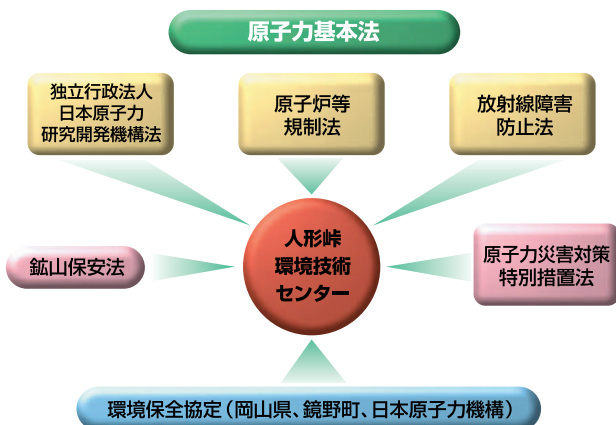 原子力基本法
独立行政法人
日本原子力
研究開発機構法
原子炉等
規制法
放射線障害
防止法
人形峠
環境技術
センター
鉱山保安法
原子力災害対策
特別措置法
環境保全協定（岡山県、鏡野町、日本原子力機構）